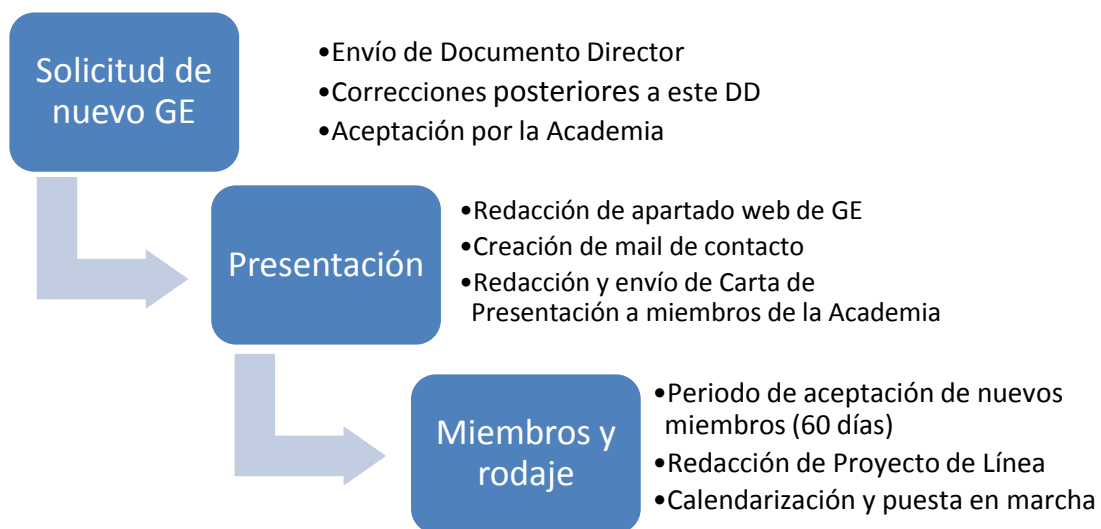 Solicitud de
nuevo GE
•Envío de Documento Director
•Correcciones posteriores a este DD
•Aceptación por la Academia
Presentación
•Redacción de apartado web de GE
•Creación de mail de contacto
•Redacción y envío de Carta de
Presentación a miembros de la Academia
Miembros y
rodaje
•Periodo de aceptación de nuevos
miembros (60 días)
•Redacción de Proyecto de Línea
•Calendarización y puesta en marcha